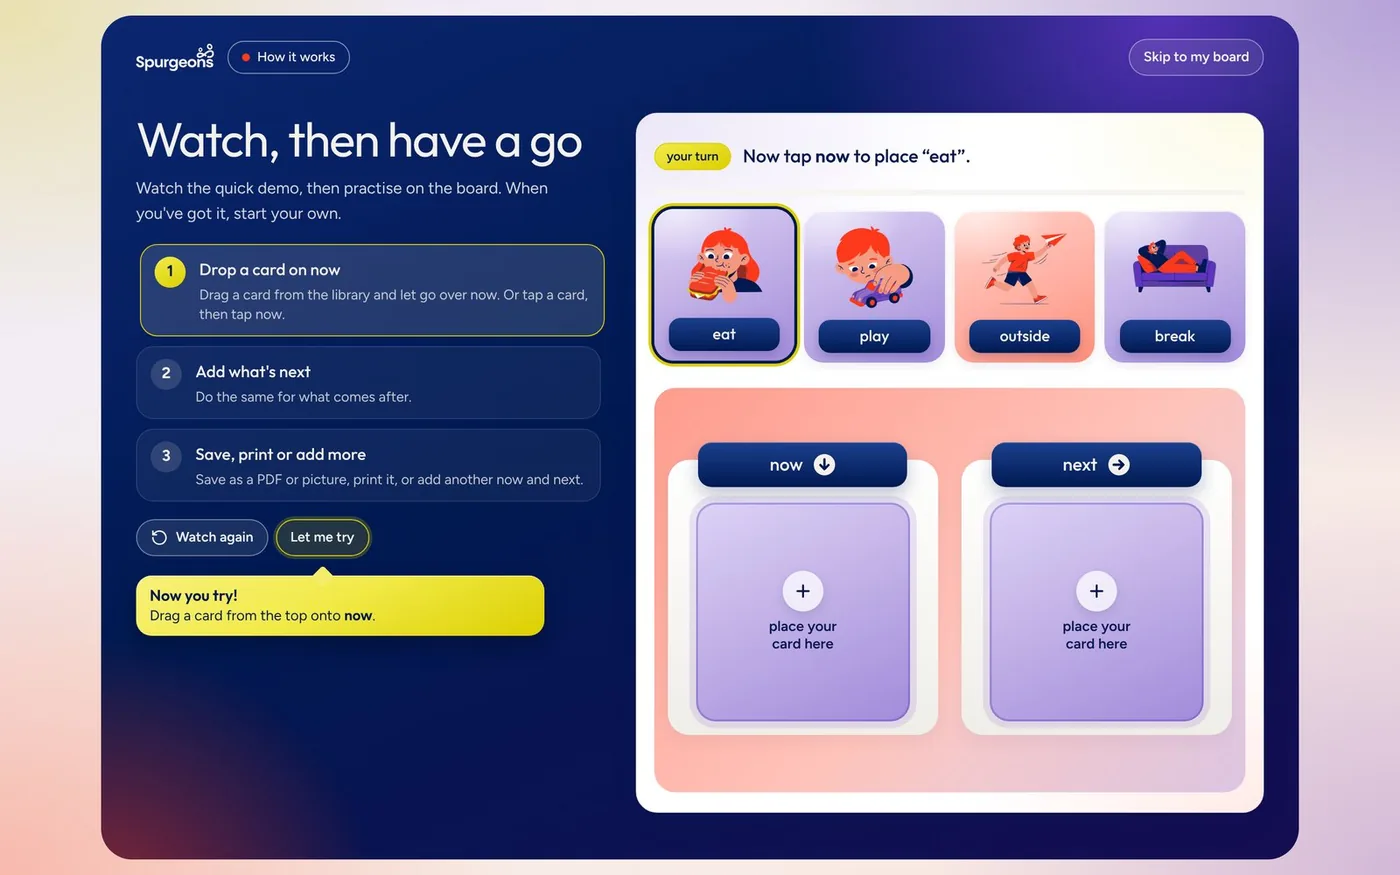 Spurgeons
How it works
Skip to my board
Watch, then have a go
Watch the quick demo, then practise on the board. When
you've got it, start your own.
1
Drop a card on now
Drag a card from the library and let go over now. Or tap a card,
then tap now.
2
Add what's next
Do the same for what comes after.
3
Save, print or add more
Save as a PDF or picture, print it, or add another now and next.
Watch again
Let me try
Now you try!
Drag a card from the top onto now.
your turn
Now tap now to place “eat”.
eat
play
outside
break
now
next
place your
card here
place your
card here